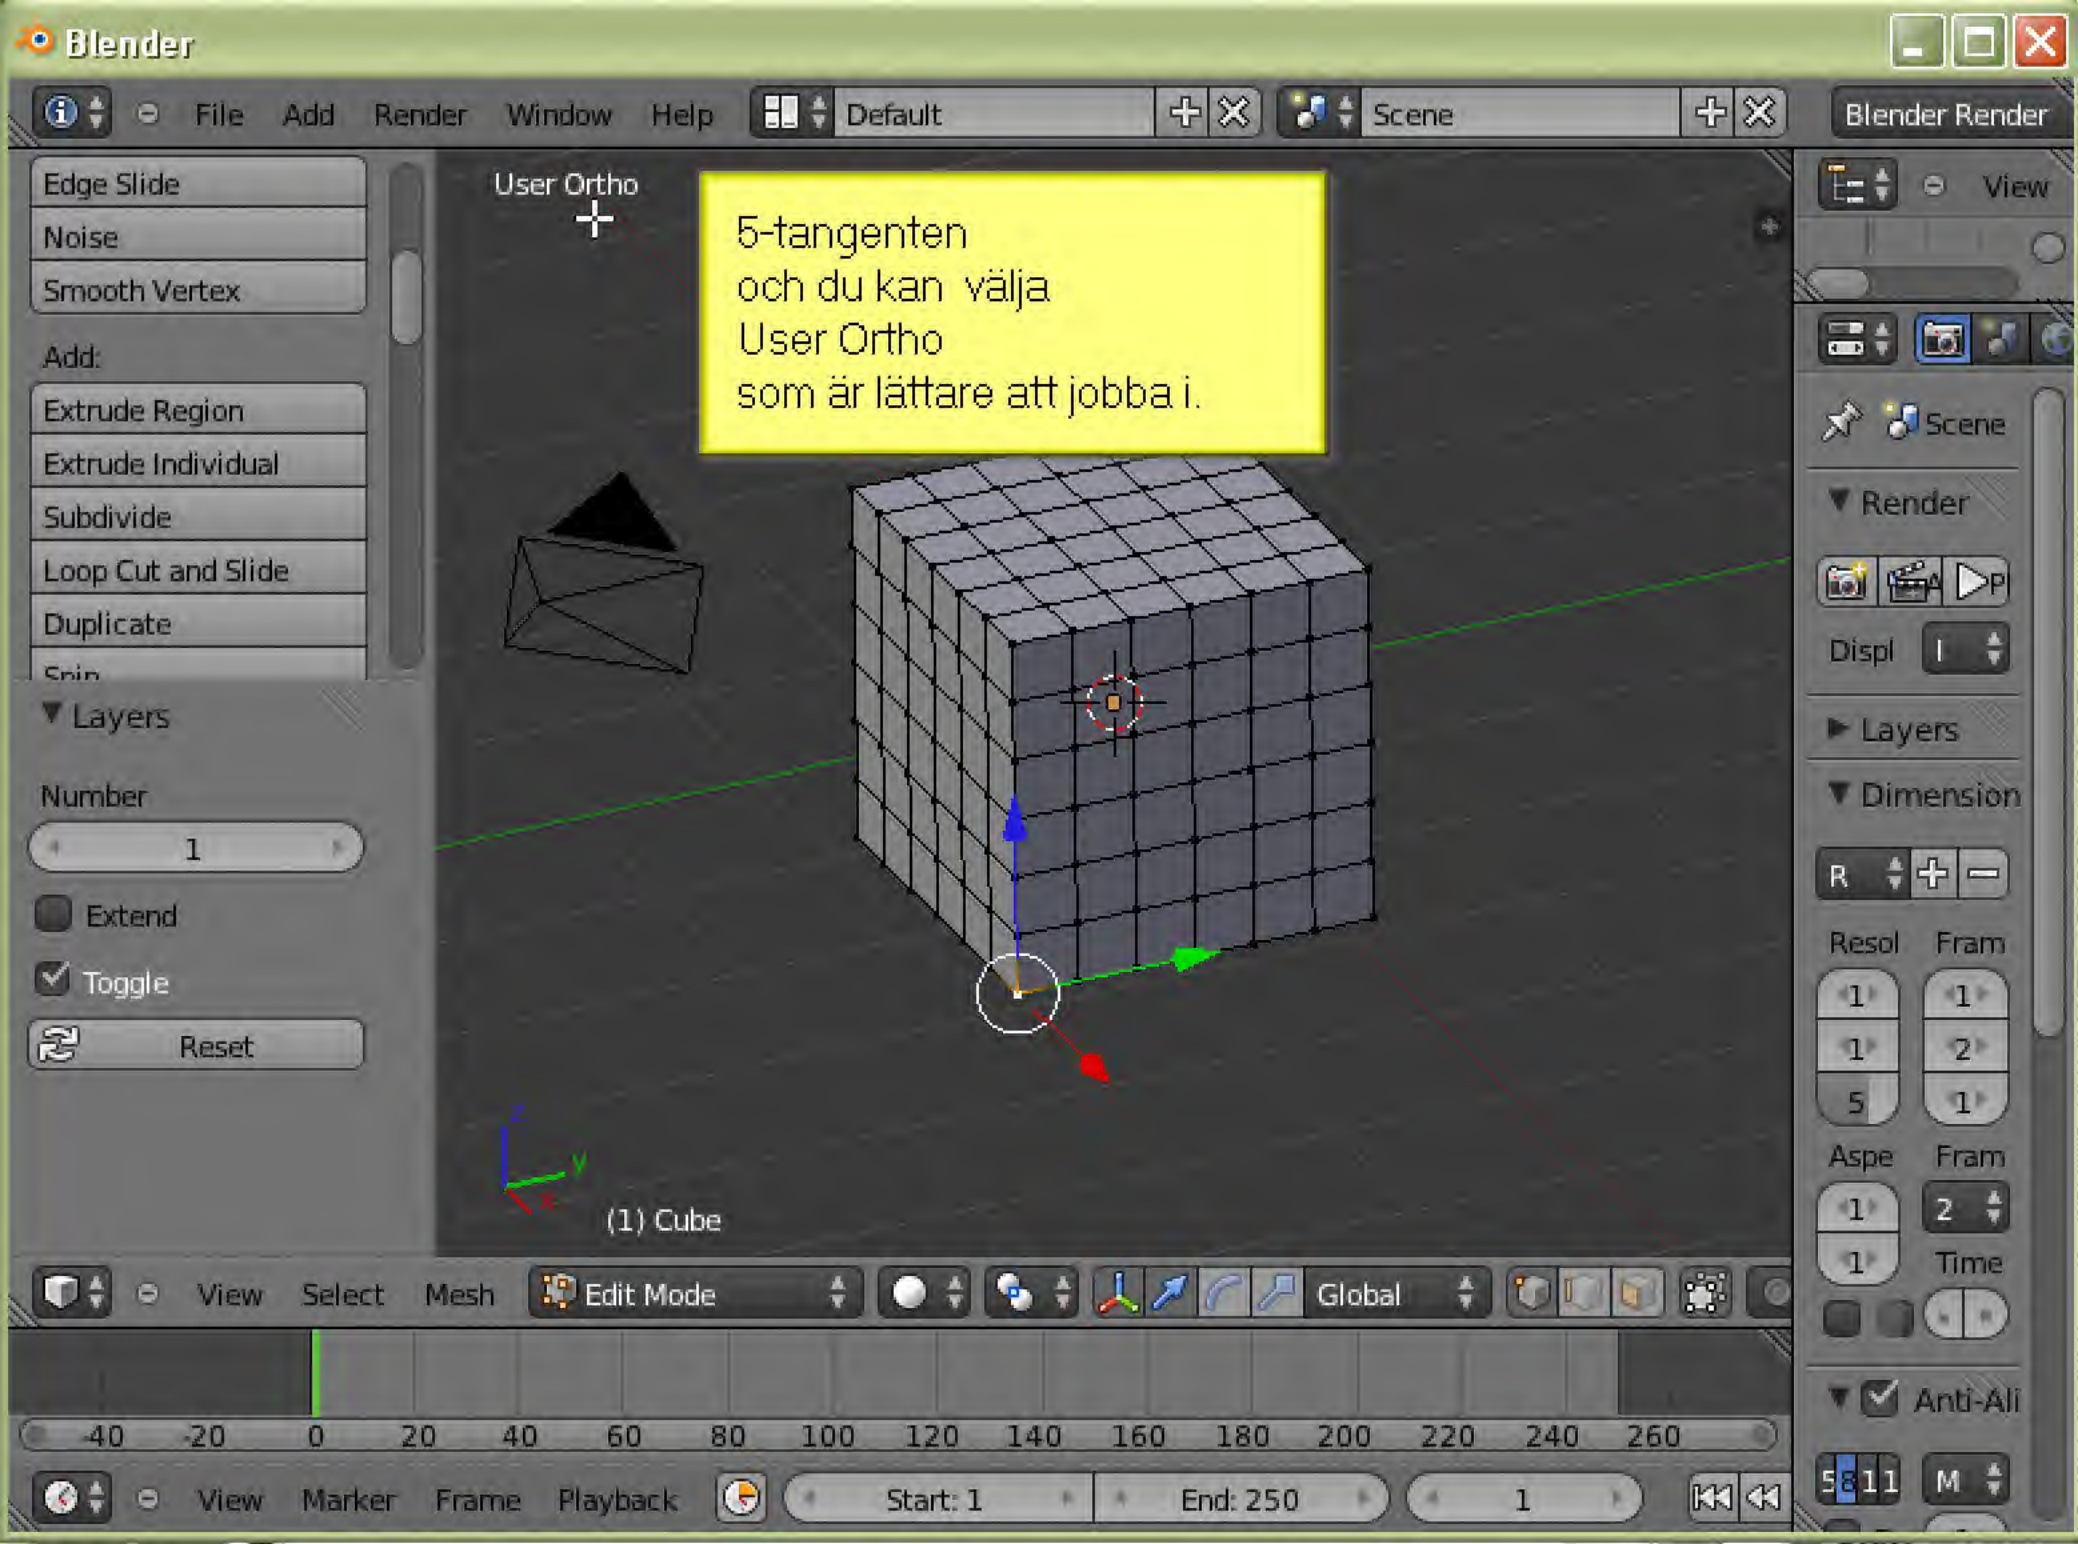 Blender
File Add Render Window Help Default Scene Blender Render
Edge Slide
Noise
Smooth Vertex
Add:
Extrude Region
Extrude Individual
Subdivide
Loop Cut and Slide
Duplicate
Layers
Number
1
Extend
Toggle
Reset
User Ortho
5-tangenten
och du kan välja
User Ortho
som är lättare att jobba i.
z
y
x
(1) Cube
View
Scene
Render
P
Displ I
Layers
Dimension
R
Resol Fram
1 1
1 2
5 1
Aspe Fram
1 2
1 Time
Anti-Ali
5 8 11 M
View Select Mesh Edit Mode Global
-40 -20 0 20 40 60 80 100 120 140 160 180 200 220 240 260
View Marker Frame Playback Start: 1 End: 250 1